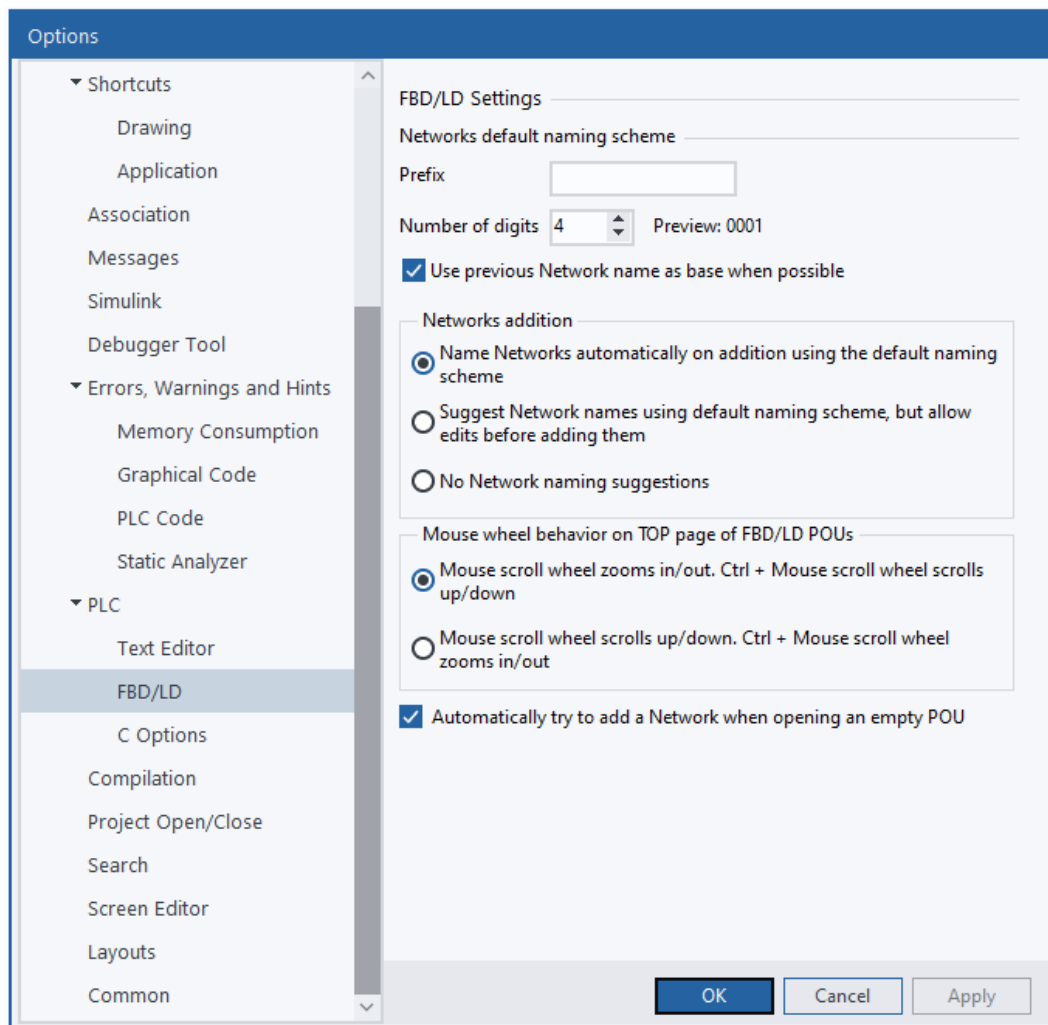 Options
Shortcuts
Drawing
Application
Association
Messages
Simulink
Debugger Tool
Errors, Warnings and Hints
Memory Consumption
Graphical Code
PLC Code
Static Analyzer
PLC
Text Editor
FBD/LD
C Options
Compilation
Project Open/Close
Search
Screen Editor
Layouts
Common
FBD/LD Settings
Networks default naming scheme
Prefix
Number of digits 4 Preview: 0001
Use previous Network name as base when possible
Networks addition
Name Networks automatically on addition using the default naming
scheme
Suggest Network names using default naming scheme, but allow
edits before adding them
No Network naming suggestions
Mouse wheel behavior on TOP page of FBD/LD POUs
Mouse scroll wheel zooms in/out. Ctrl + Mouse scroll wheel scrolls
up/down
Mouse scroll wheel scrolls up/down. Ctrl + Mouse scroll wheel
zooms in/out
Automatically try to add a Network when opening an empty POU
OK Cancel Apply